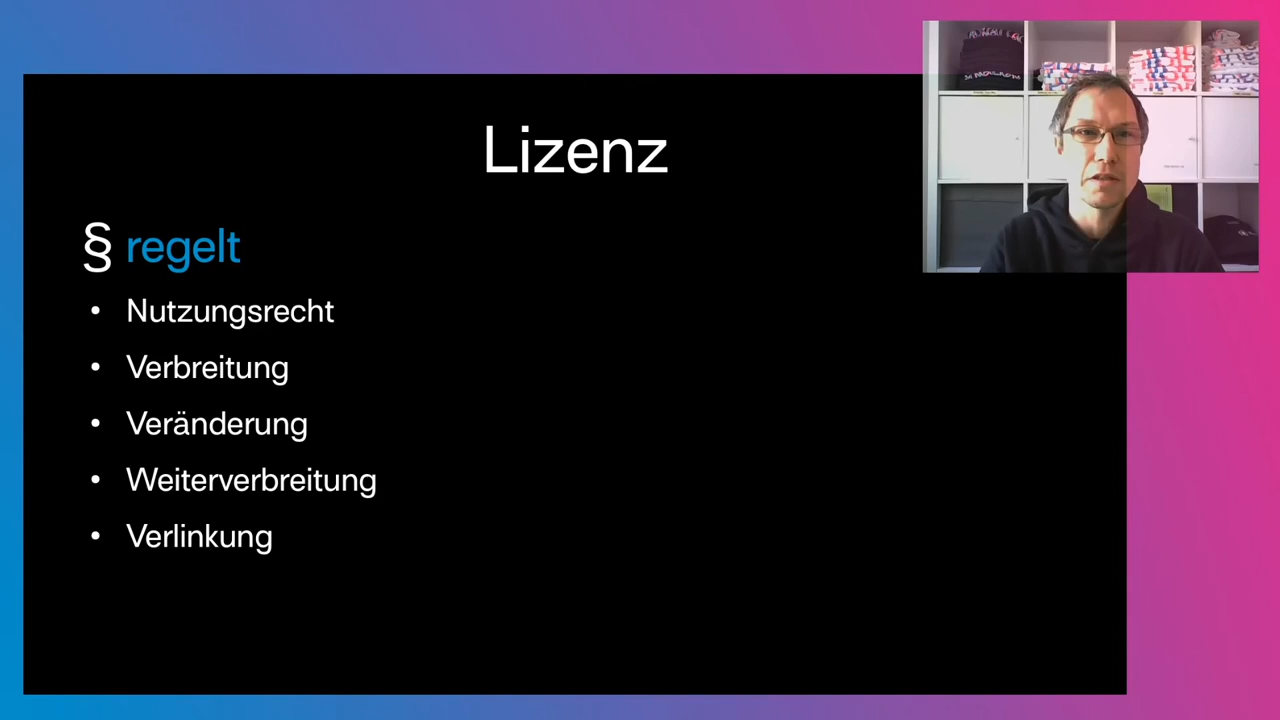 Lizenz
§ regelt
• Nutzungsrecht
• Verbreitung
• Veränderung
• Weiterverbreitung
• Verlinkung